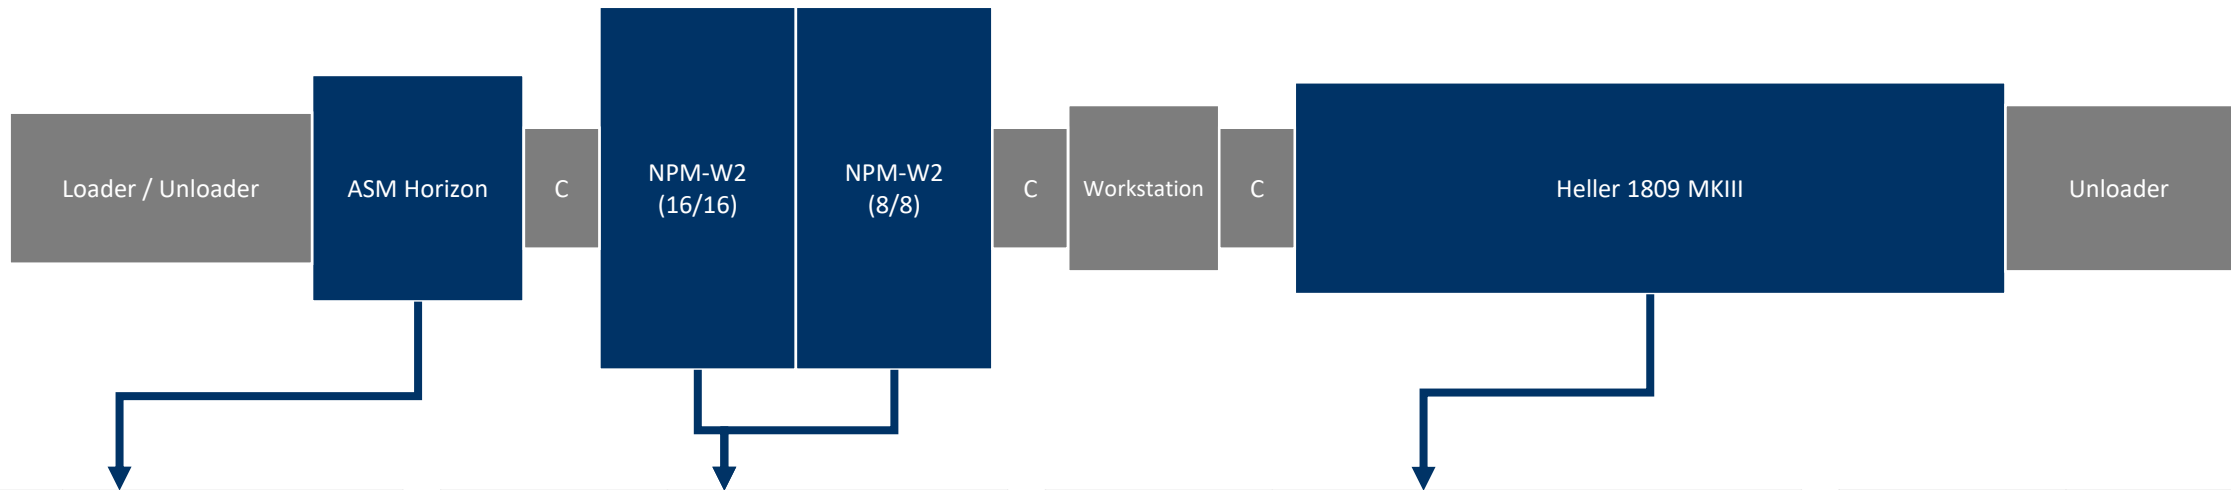 Loader / Unloader
ASM Horizon
C
NPM-W2
(16/16)
NPM-W2
(8/8)
C
Workstation
C
Heller 1809 MKIII
Unloader